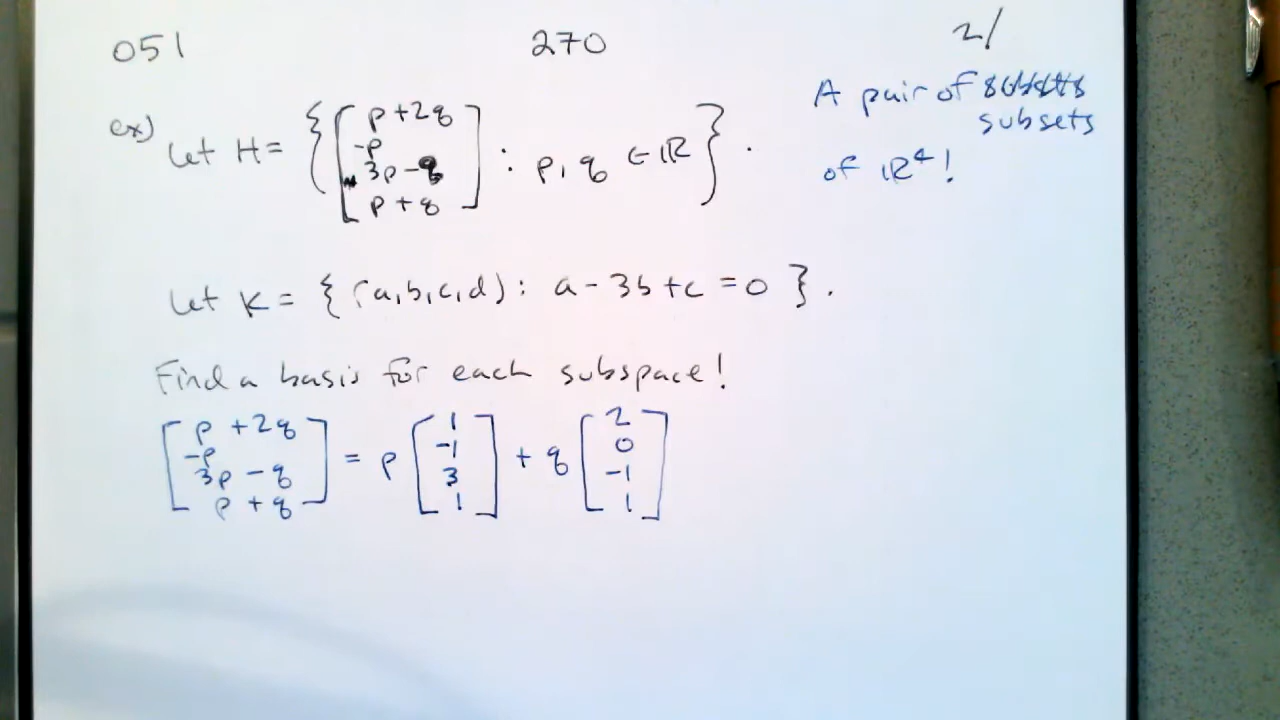 051 270 2/
A pair of
subsets
of ℝ⁴!
ex) Let H = { [ p + 2q
-p
3p - q
p + q ] : p, q ∈ ℝ } .
Let K = { (a, b, c, d) : a - 3b + c = 0 } .
Find a basis for each subspace!
[ p + 2q
-p
3p - q
p + q ] = p [ 1
-1
3
1 ] + q [ 2
0
-1
1 ]